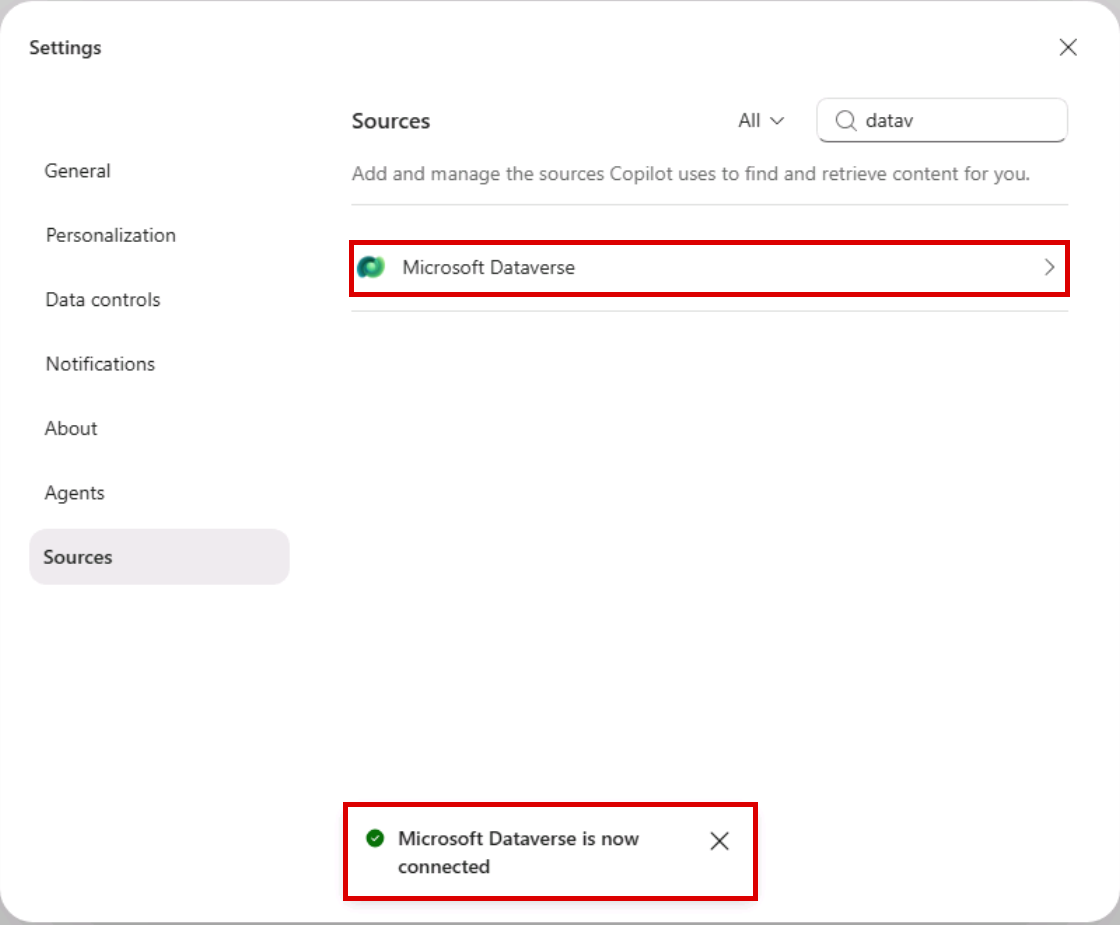 Settings
Sources
All
datav
Add and manage the sources Copilot uses to find and retrieve content for you.
General
Personalization
Data controls
Notifications
About
Agents
Sources
Microsoft Dataverse
Microsoft Dataverse is now
connected